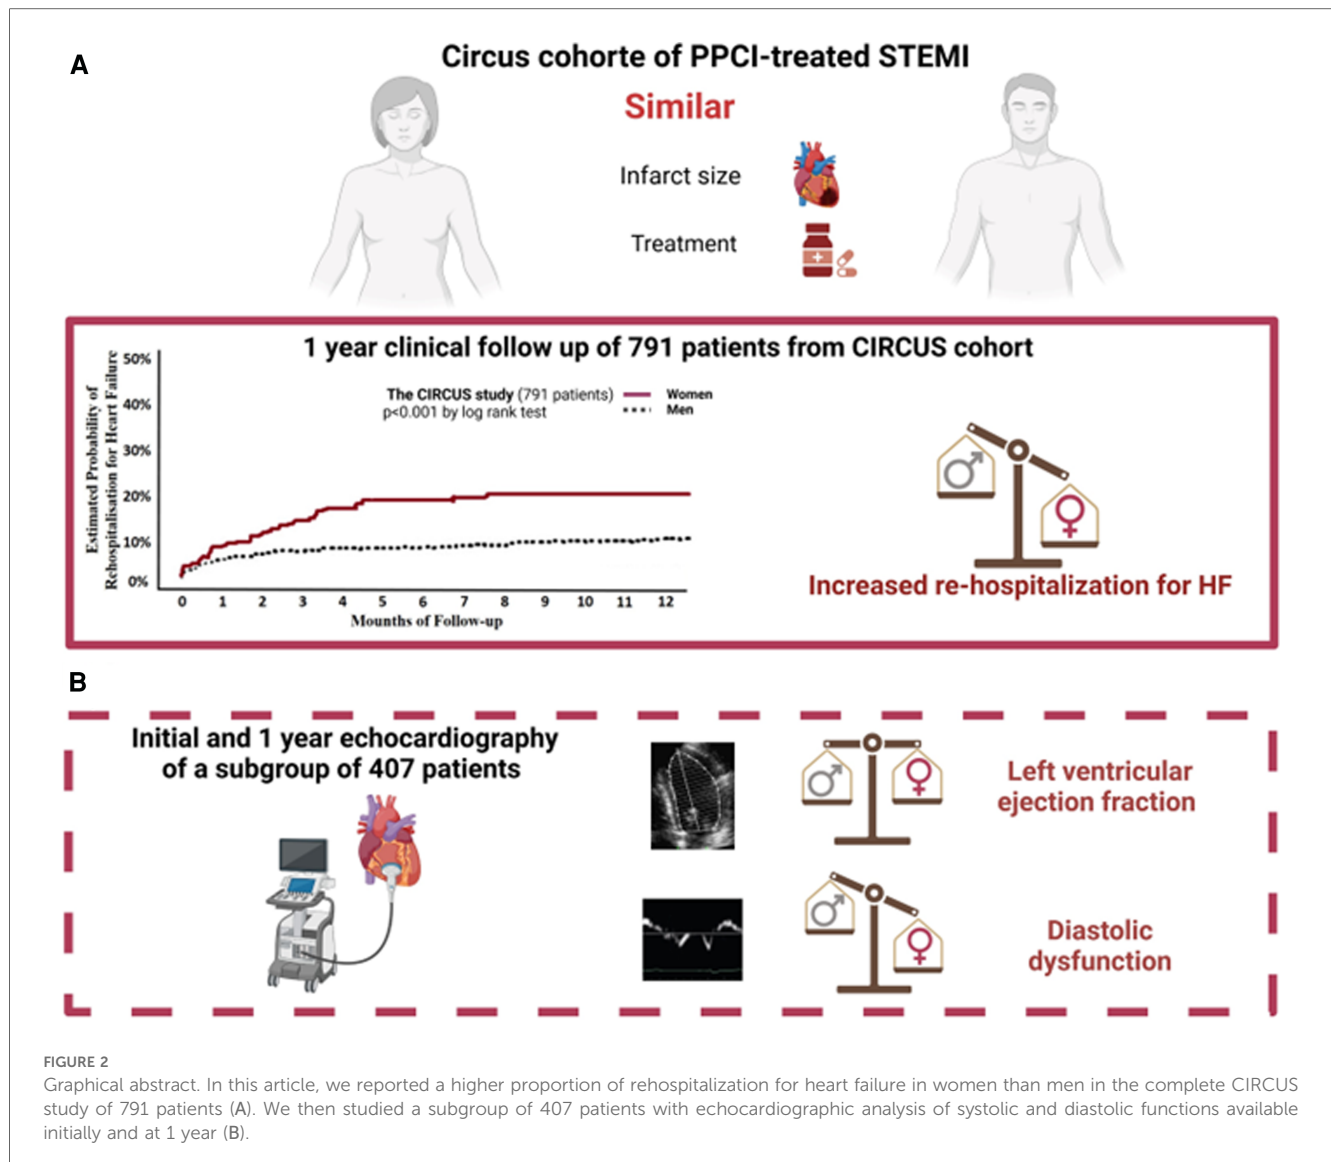 A
Circus cohorte of PPCI-treated STEMI
Similar
Infarct size
Treatment
1 year clinical follow up of 791 patients from CIRCUS cohort
Estimated Probability of
Rehospitalisation for Heart Failure
50%
40%
30%
20%
10%
0%
The CIRCUS study (791 patients)
p<0.001 by log rank test
Women
Men
0 1 2 3 4 5 6 7 8 9 10 11 12
Mounths of Follow-up
Increased re-hospitalization for HF
B
Initial and 1 year echocardiography
of a subgroup of 407 patients
Left ventricular
ejection fraction
Diastolic
dysfunction
FIGURE 2
Graphical abstract. In this article, we reported a higher proportion of rehospitalization for heart failure in women than men in the complete CIRCUS
study of 791 patients (A). We then studied a subgroup of 407 patients with echocardiographic analysis of systolic and diastolic functions available
initially and at 1 year (B).